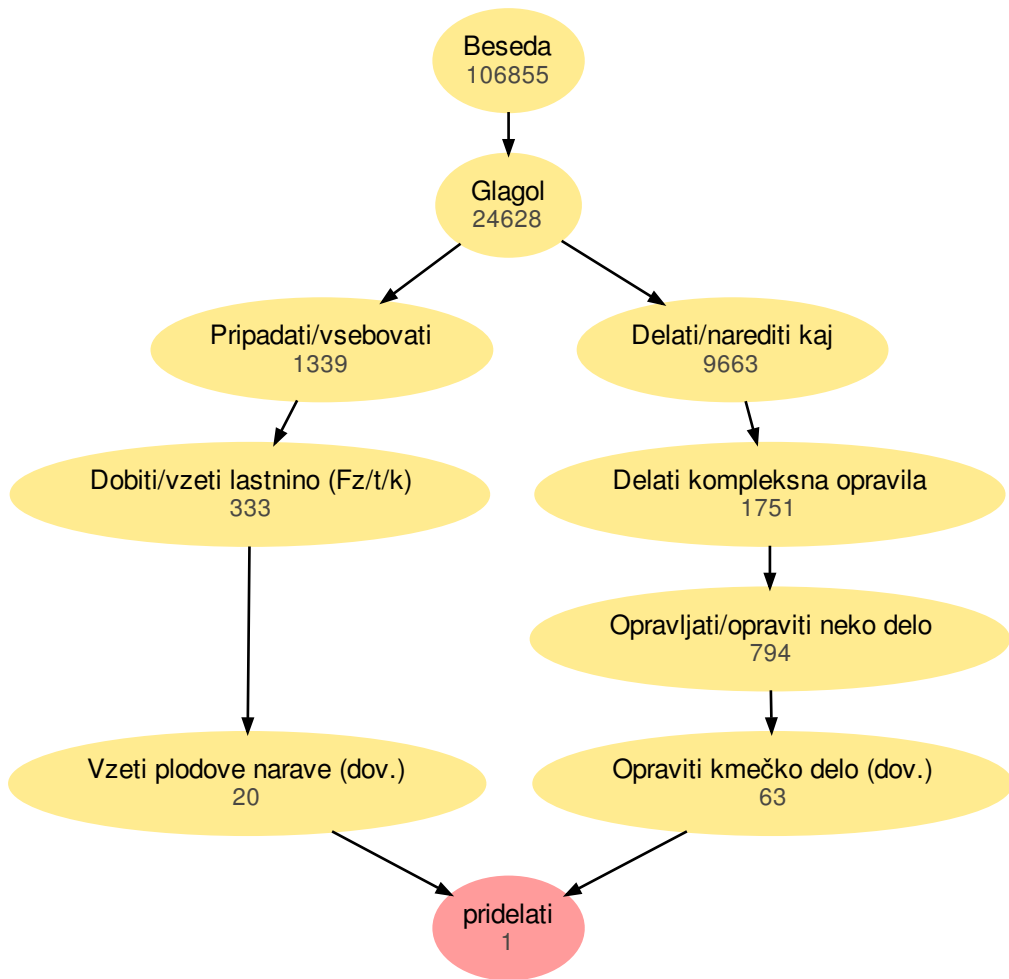 Beseda
106855
Glagol
24628
Pripadati/vsebovati
1339
Delati/narediti kaj
9663
Dobiti/vzeti lastnino (Fz/t/k)
333
Delati kompleksna opravila
1751
Opravljati/opraviti neko delo
794
Vzeti plodove narave (dov.)
20
Opraviti kmečko delo (dov.)
63
pridelati
1